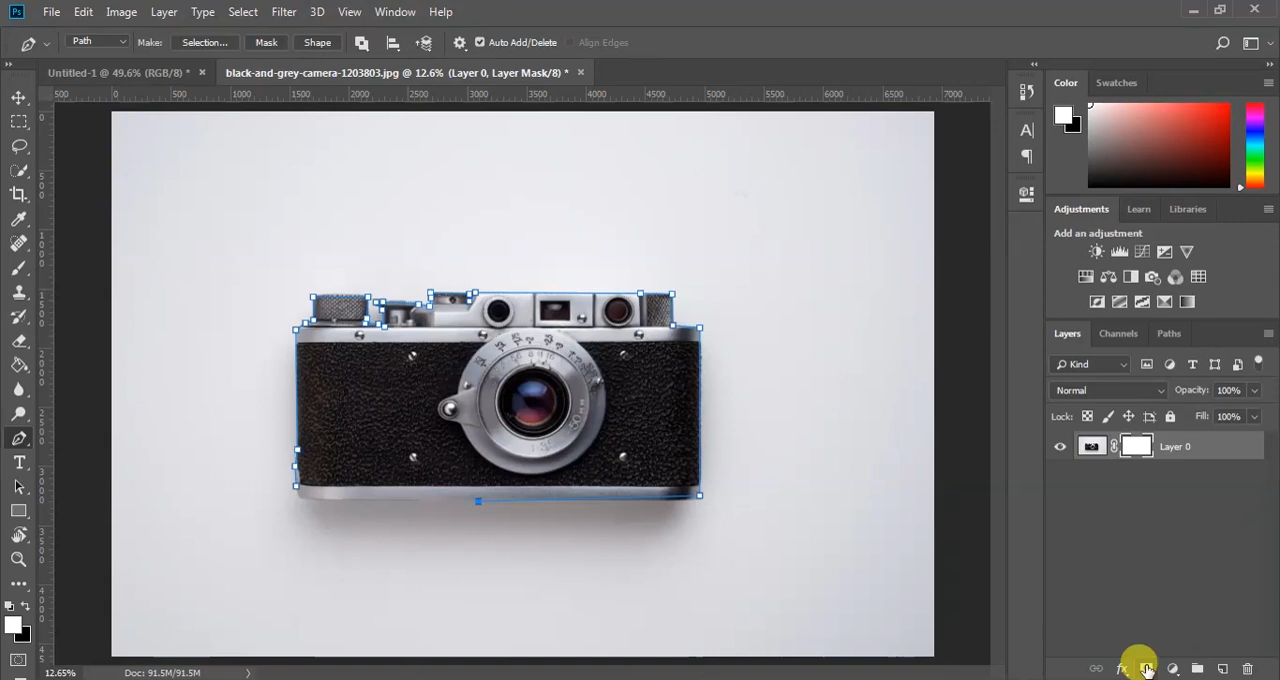 Ps File Edit Image Layer Type Select Filter 3D View Window Help
Path Make: Selection... Mask Shape Auto Add/Delete Align Edges
Untitled-1 @ 49.6% (RGB/8) * × black-and-grey-camera-1203803.jpg @ 12.6% (Layer 0, Layer Mask/8) * ×
500 0 500 1000 1500 2000 2500 3000 3500 4000 4500 5000 5500 6000 6500 7000
Color Swatches
Adjustments Learn Libraries
Add an adjustment
Layers Channels Paths
Kind
Normal Opacity: 100%
Lock: Fill: 100%
Layer 0
fx
12.65% Doc: 91.5M/91.5M